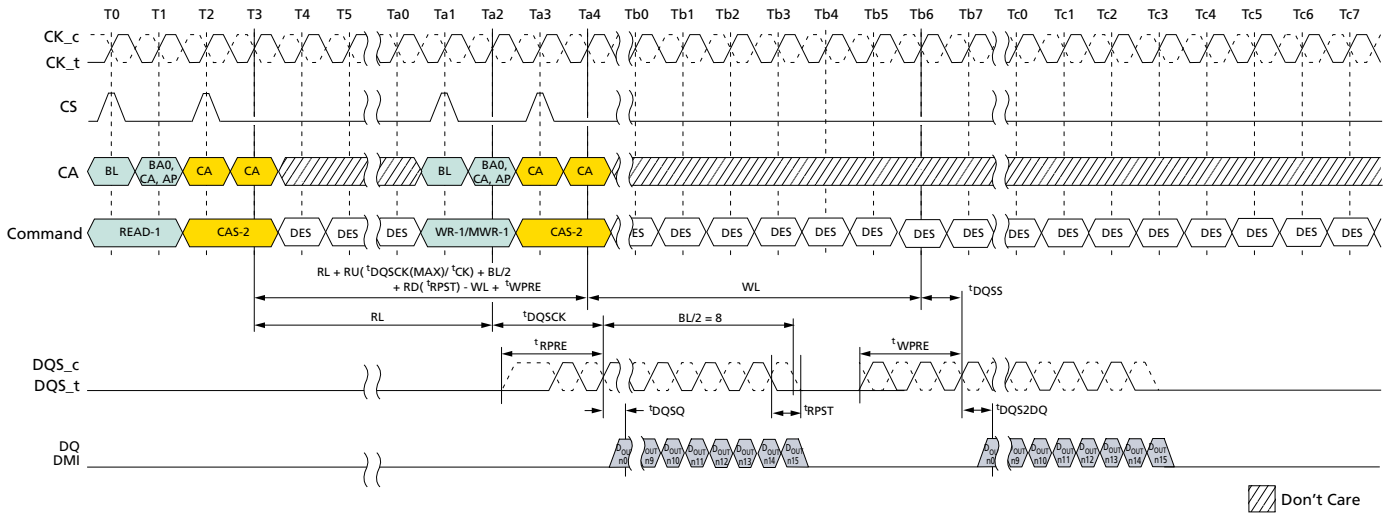 T0 T1 T2 T3 T4 T5 Ta0 Ta1 Ta2 Ta3 Ta4 Tb0 Tb1 Tb2 Tb3 Tb4 Tb5 Tb6 Tb7 Tc0 Tc1 Tc2 Tc3 Tc4 Tc5 Tc6 Tc7
CK_c
CK_t
CS
CA BL BA0, CA, AP CA CA BL BA0, CA, AP CA CA
Command READ-1 CAS-2 DES DES DES WR-1/MWR-1 CAS-2 DES DES DES DES DES DES DES DES DES DES DES DES DES DES DES DES
RL + RU( tDQSCK(MAX)/ tCK) + BL/2
+ RD( tRPST) - WL + tWPRE
WL
tDQSS
RL
tDQSCK
BL/2 = 8
tRPRE
tWPRE
DQS_c
DQS_t
tDQSQ
tRPST
tDQS2DQ
DQ
DMI
DOUT n0 DOUT n9 DOUT n10 DOUT n11 DOUT n12 DOUT n13 DOUT n14 DOUT n15
DOUT n0 DOUT n9 DOUT n10 DOUT n11 DOUT n12 DOUT n13 DOUT n14 DOUT n15
Don't Care